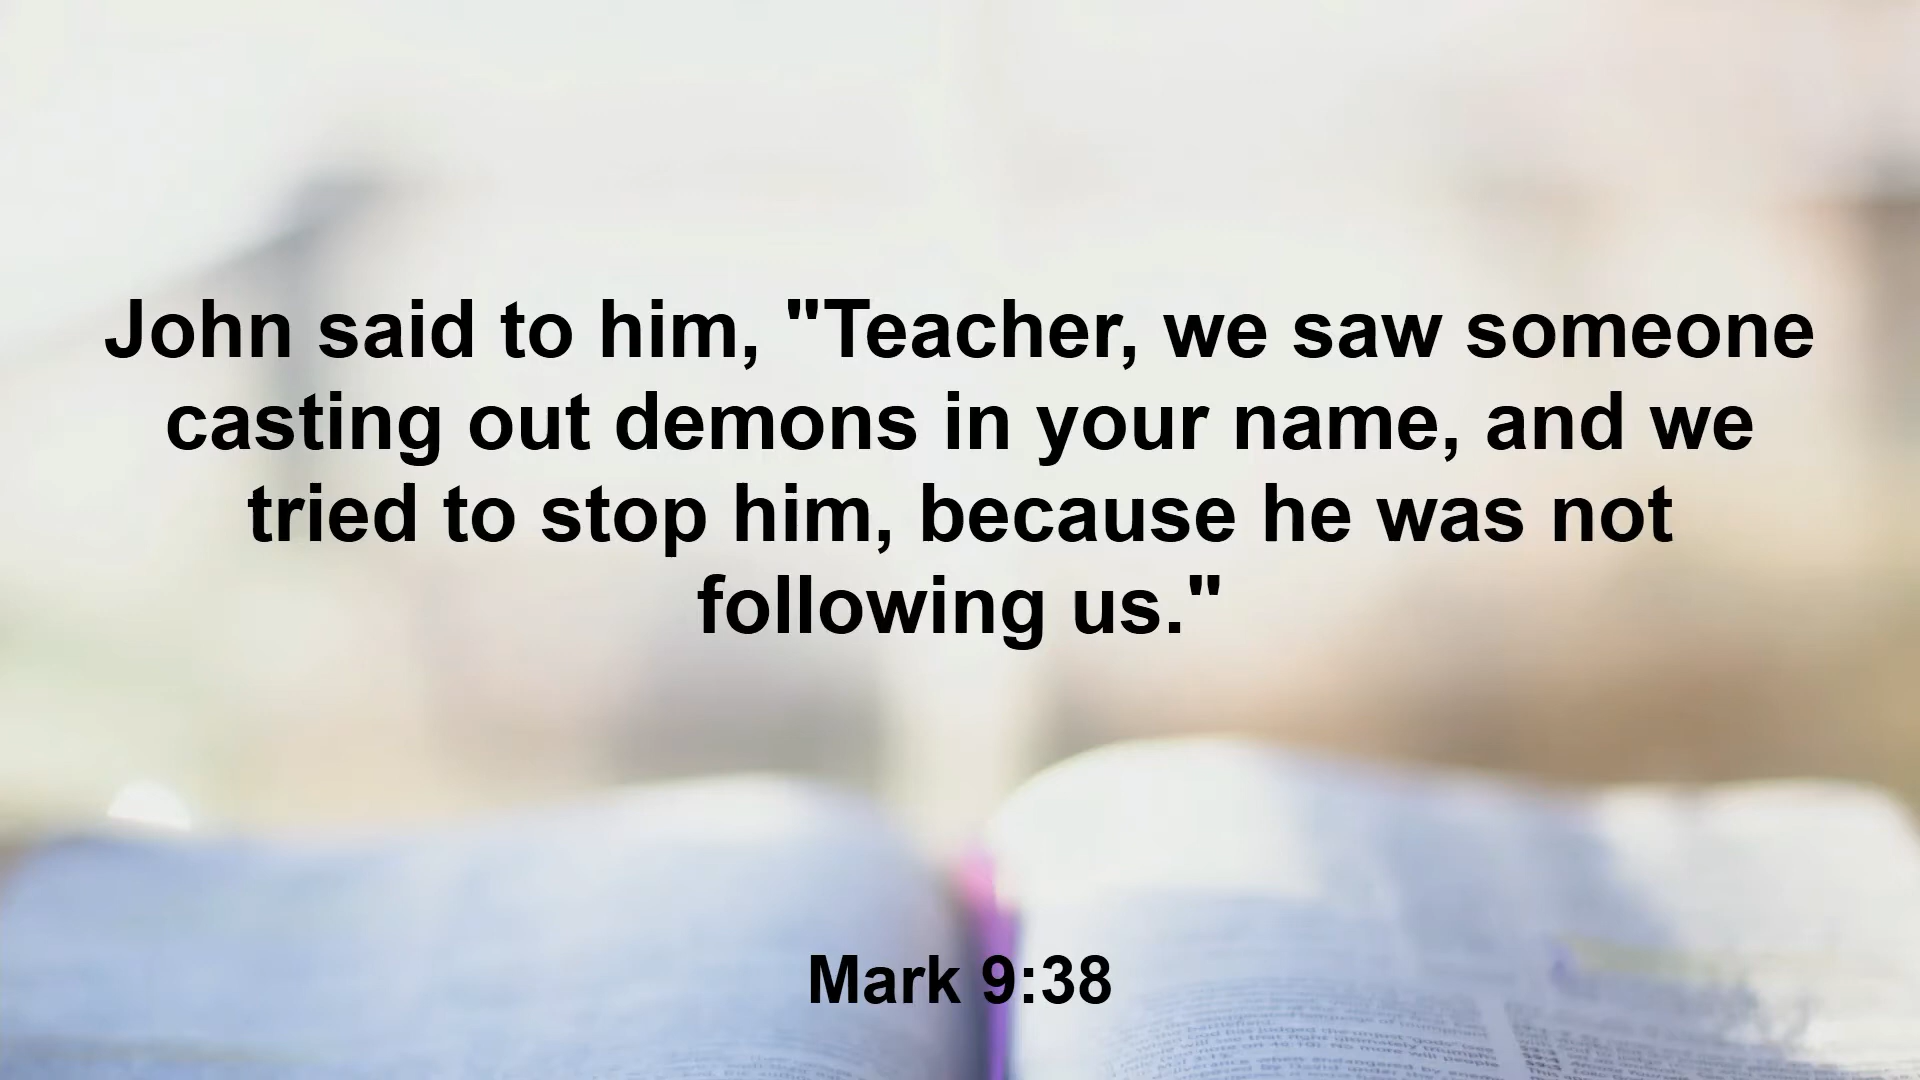 John said to him, "Teacher, we saw someone
casting out demons in your name, and we
tried to stop him, because he was not
following us."
Mark 9:38